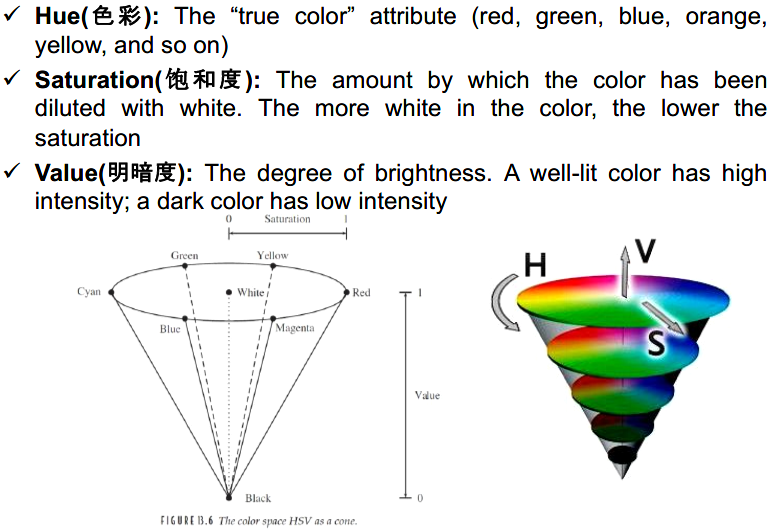 ✓ Hue(色彩): The “true color” attribute (red, green, blue, orange,
yellow, and so on)
✓ Saturation(饱和度): The amount by which the color has been
diluted with white. The more white in the color, the lower the
saturation
✓ Value(明暗度): The degree of brightness. A well-lit color has high
intensity; a dark color has low intensity
0 Saturation 1
Green Yellow
Cyan White Red
Blue Magenta
1
Value
0
Black
FIGURE 13.6 The color space HSV as a cone.
H
V
S